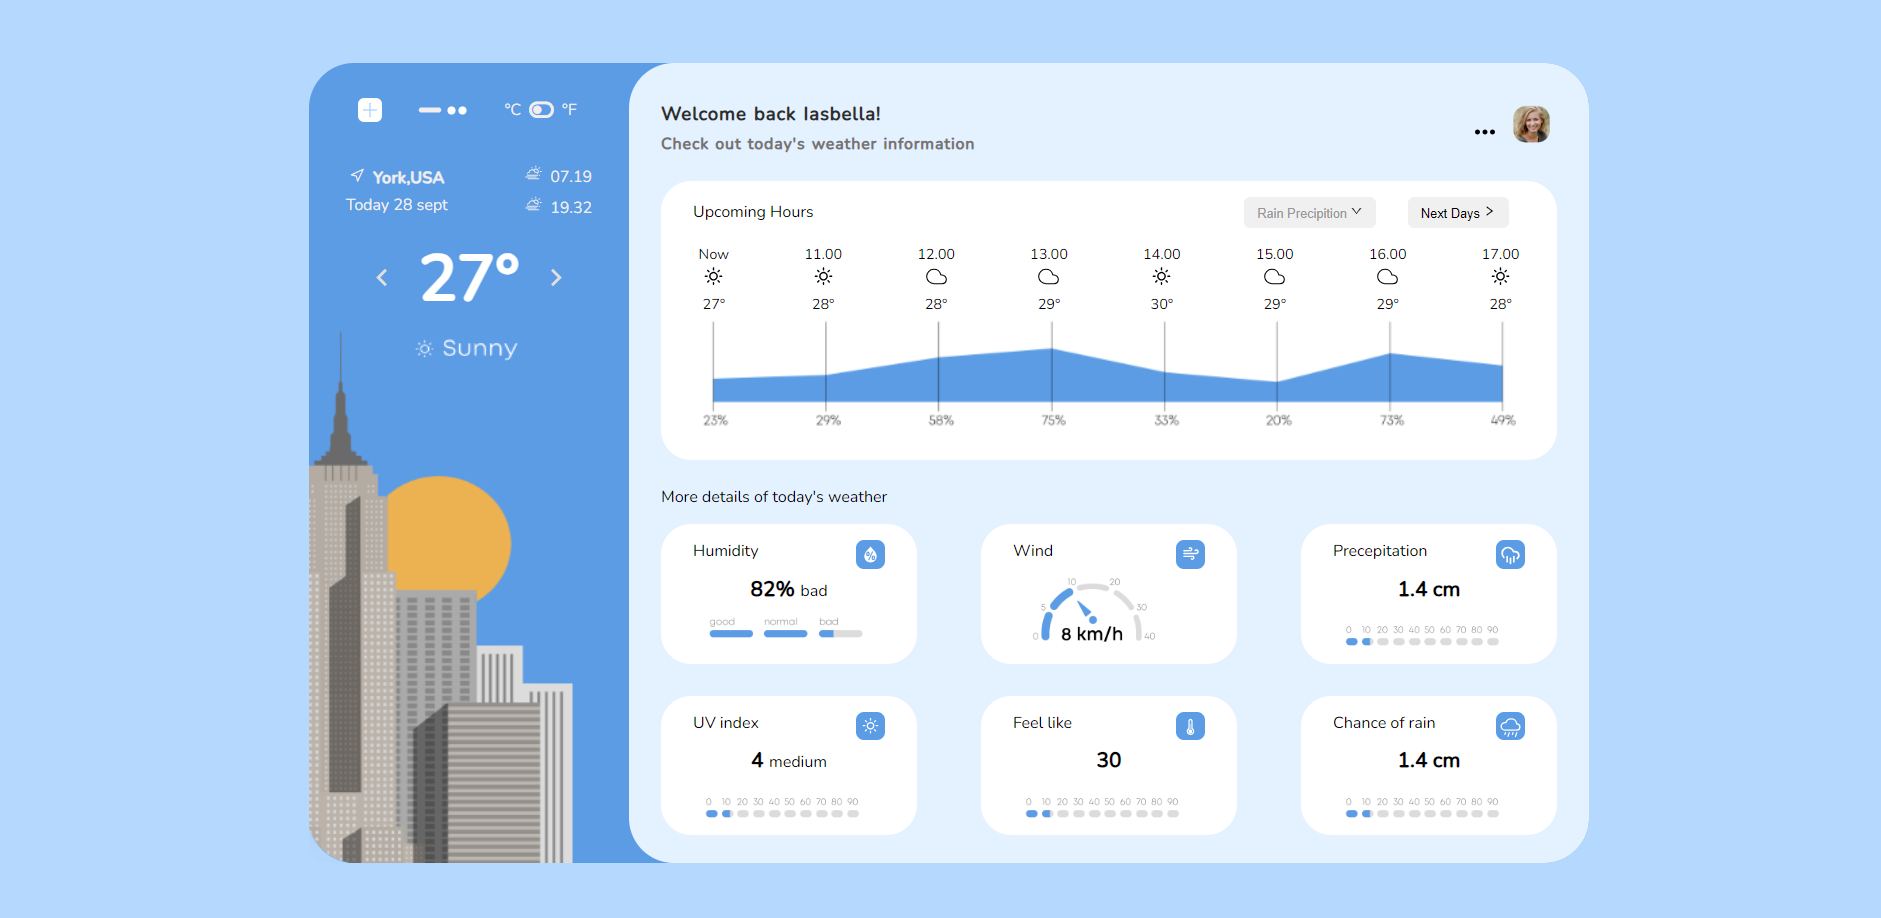 °C °F
York,USA
07.19
Today 28 sept
19.32
27°
Sunny
Welcome back Iasbella!
Check out today's weather information
Upcoming Hours
Rain Precipition
Next Days
Now 11.00 12.00 13.00 14.00 15.00 16.00 17.00
27° 28° 28° 29° 30° 29° 29° 28°
23% 29% 58% 75% 33% 20% 73% 49%
More details of today's weather
Humidity
82% bad
good normal bad
Wind
10 20
5 30
0 40
8 km/h
Precepitation
1.4 cm
0 10 20 30 40 50 60 70 80 90
UV index
4 medium
0 10 20 30 40 50 60 70 80 90
Feel like
30
0 10 20 30 40 50 60 70 80 90
Chance of rain
1.4 cm
0 10 20 30 40 50 60 70 80 90